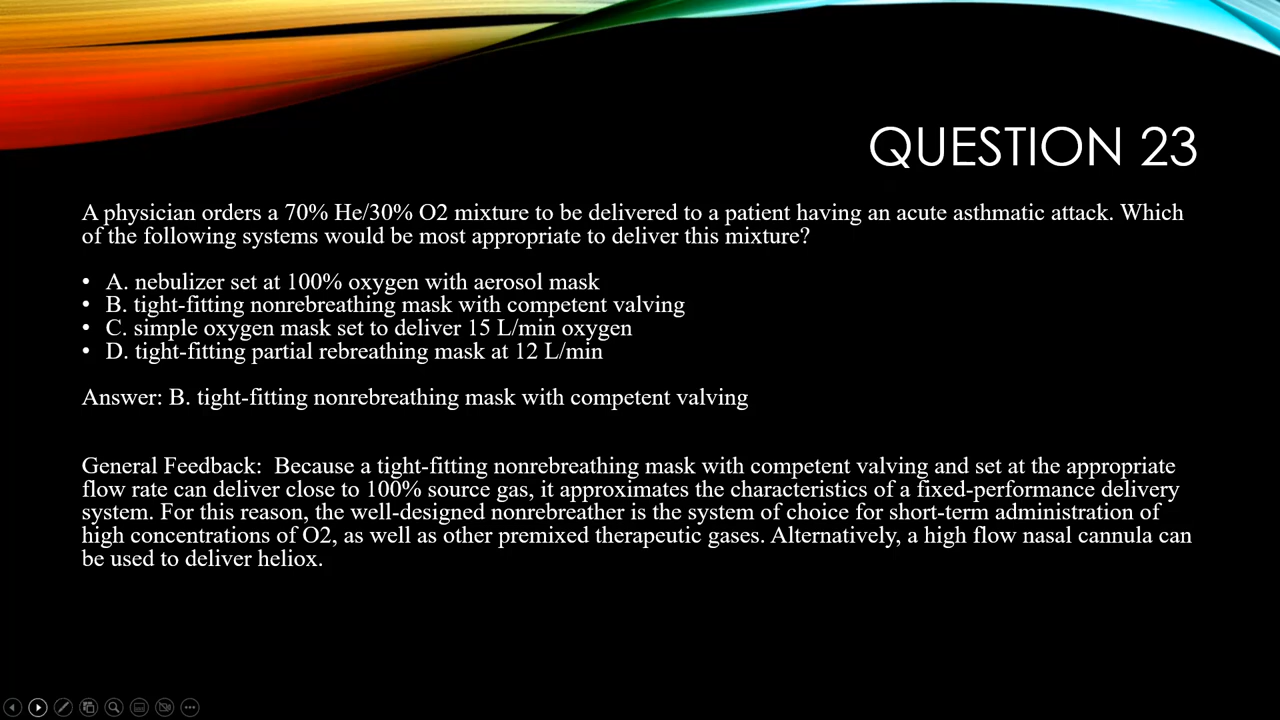 QUESTION 23
A physician orders a 70% He/30% O2 mixture to be delivered to a patient having an acute asthmatic attack. Which
of the following systems would be most appropriate to deliver this mixture?
• A. nebulizer set at 100% oxygen with aerosol mask
• B. tight-fitting nonrebreathing mask with competent valving
• C. simple oxygen mask set to deliver 15 L/min oxygen
• D. tight-fitting partial rebreathing mask at 12 L/min
Answer: B. tight-fitting nonrebreathing mask with competent valving
General Feedback:  Because a tight-fitting nonrebreathing mask with competent valving and set at the appropriate
flow rate can deliver close to 100% source gas, it approximates the characteristics of a fixed-performance delivery
system. For this reason, the well-designed nonrebreather is the system of choice for short-term administration of
high concentrations of O2, as well as other premixed therapeutic gases. Alternatively, a high flow nasal cannula can
be used to deliver heliox.